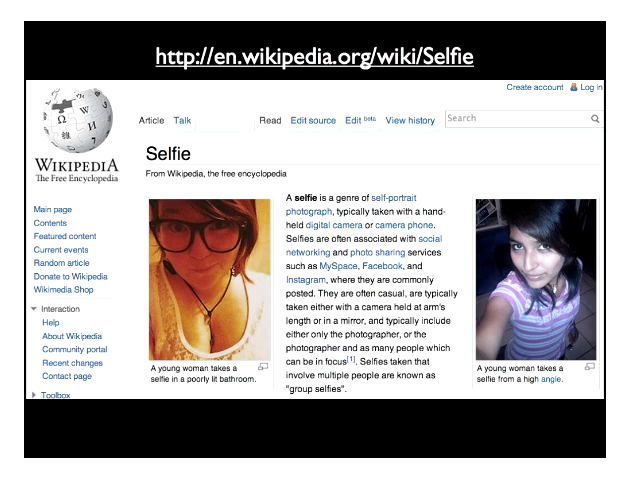 http://en.wikipedia.org/wiki/Selfie
Create account Log in
Article Talk Read Edit source Edit beta View history Search
WIKIPEDIA
The Free Encyclopedia
Main page
Contents
Featured content
Current events
Random article
Donate to Wikipedia
Wikimedia Shop
Interaction
Help
About Wikipedia
Community portal
Recent changes
Contact page
Toolbox
Selfie
From Wikipedia, the free encyclopedia
A young woman takes a
selfie in a poorly lit bathroom.
A selfie is a genre of self-portrait
photograph, typically taken with a hand-
held digital camera or camera phone.
Selfies are often associated with social
networking and photo sharing services
such as MySpace, Facebook, and
Instagram, where they are commonly
posted. They are often casual, are typically
taken either with a camera held at arm's
length or in a mirror, and typically include
either only the photographer, or the
photographer and as many people which
can be in focus[1]. Selfies taken that
involve multiple people are known as
"group selfies".
A young woman takes a
selfie from a high angle.